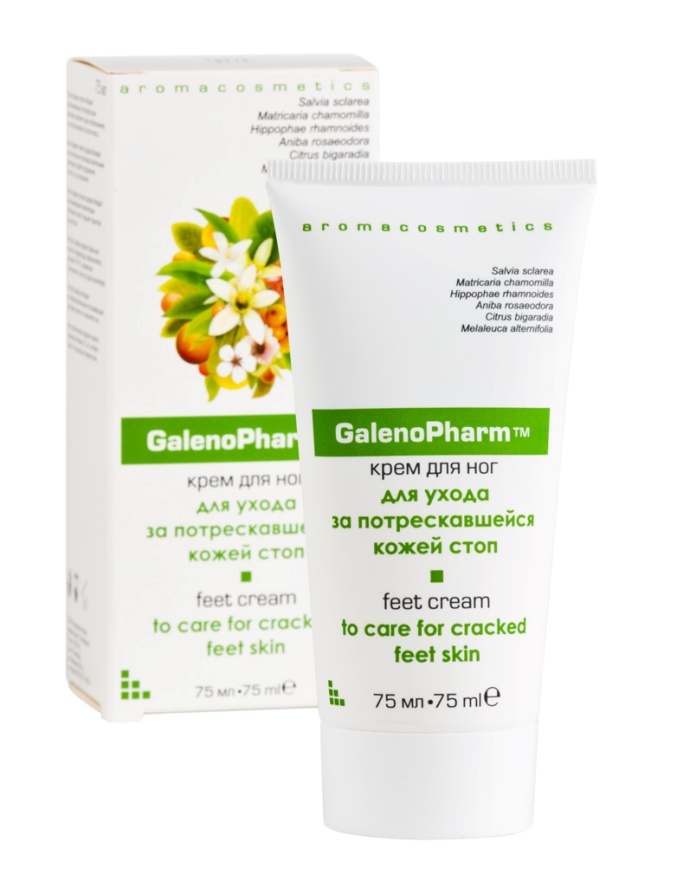 aromacosmetics
Salvia sclarea
Matricaria chamomilla
Hippophae rhamnoides
Aniba rosaeodora
Citrus bigaradia
M
GalenoPhar
крем для ног
для ухода
за потрескавше
кожей стоп
feet cream
to care for crack
feet skin
75 мл•75 ml℮
aromacosmetics
Salvia sclarea
Matricaria chamomilla
Hippophae rhamnoides
Aniba rosaeodora
Citrus bigaradia
Melaleuca alternifolia
GalenoPharm™
крем для ног
для ухода
за потрескавшейся
кожей стоп
feet cream
to care for cracked
feet skin
75 мл•75 ml℮